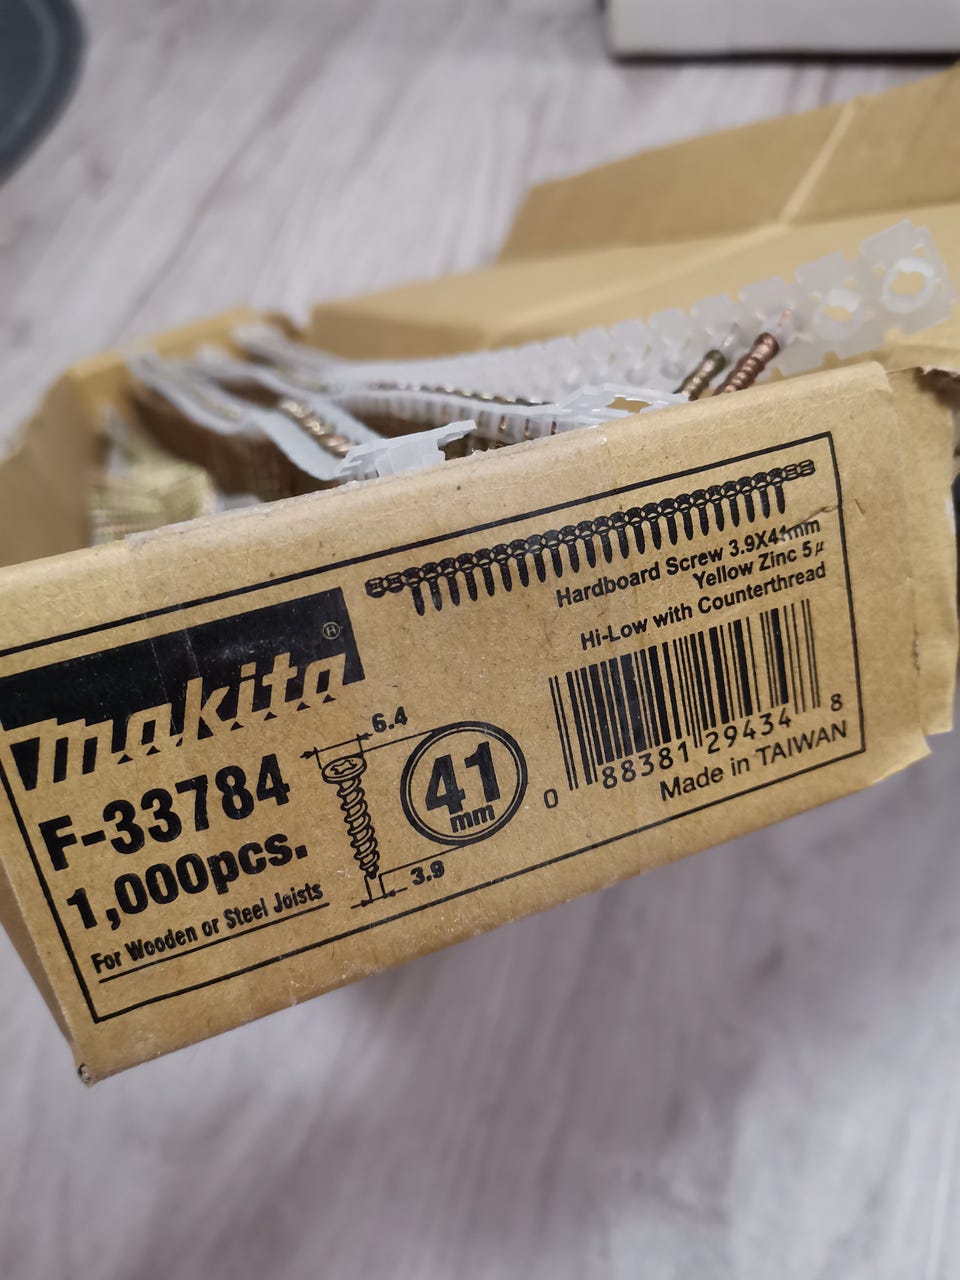 Hardboard Screw 3.9X41mm
Yellow Zinc 5μ
Hi-Low with Counterthread
makita®
F-33784
1,000pcs.
For Wooden or Steel Joists
6.4
41
mm
3.9
0 88381 29434 8
Made in TAIWAN